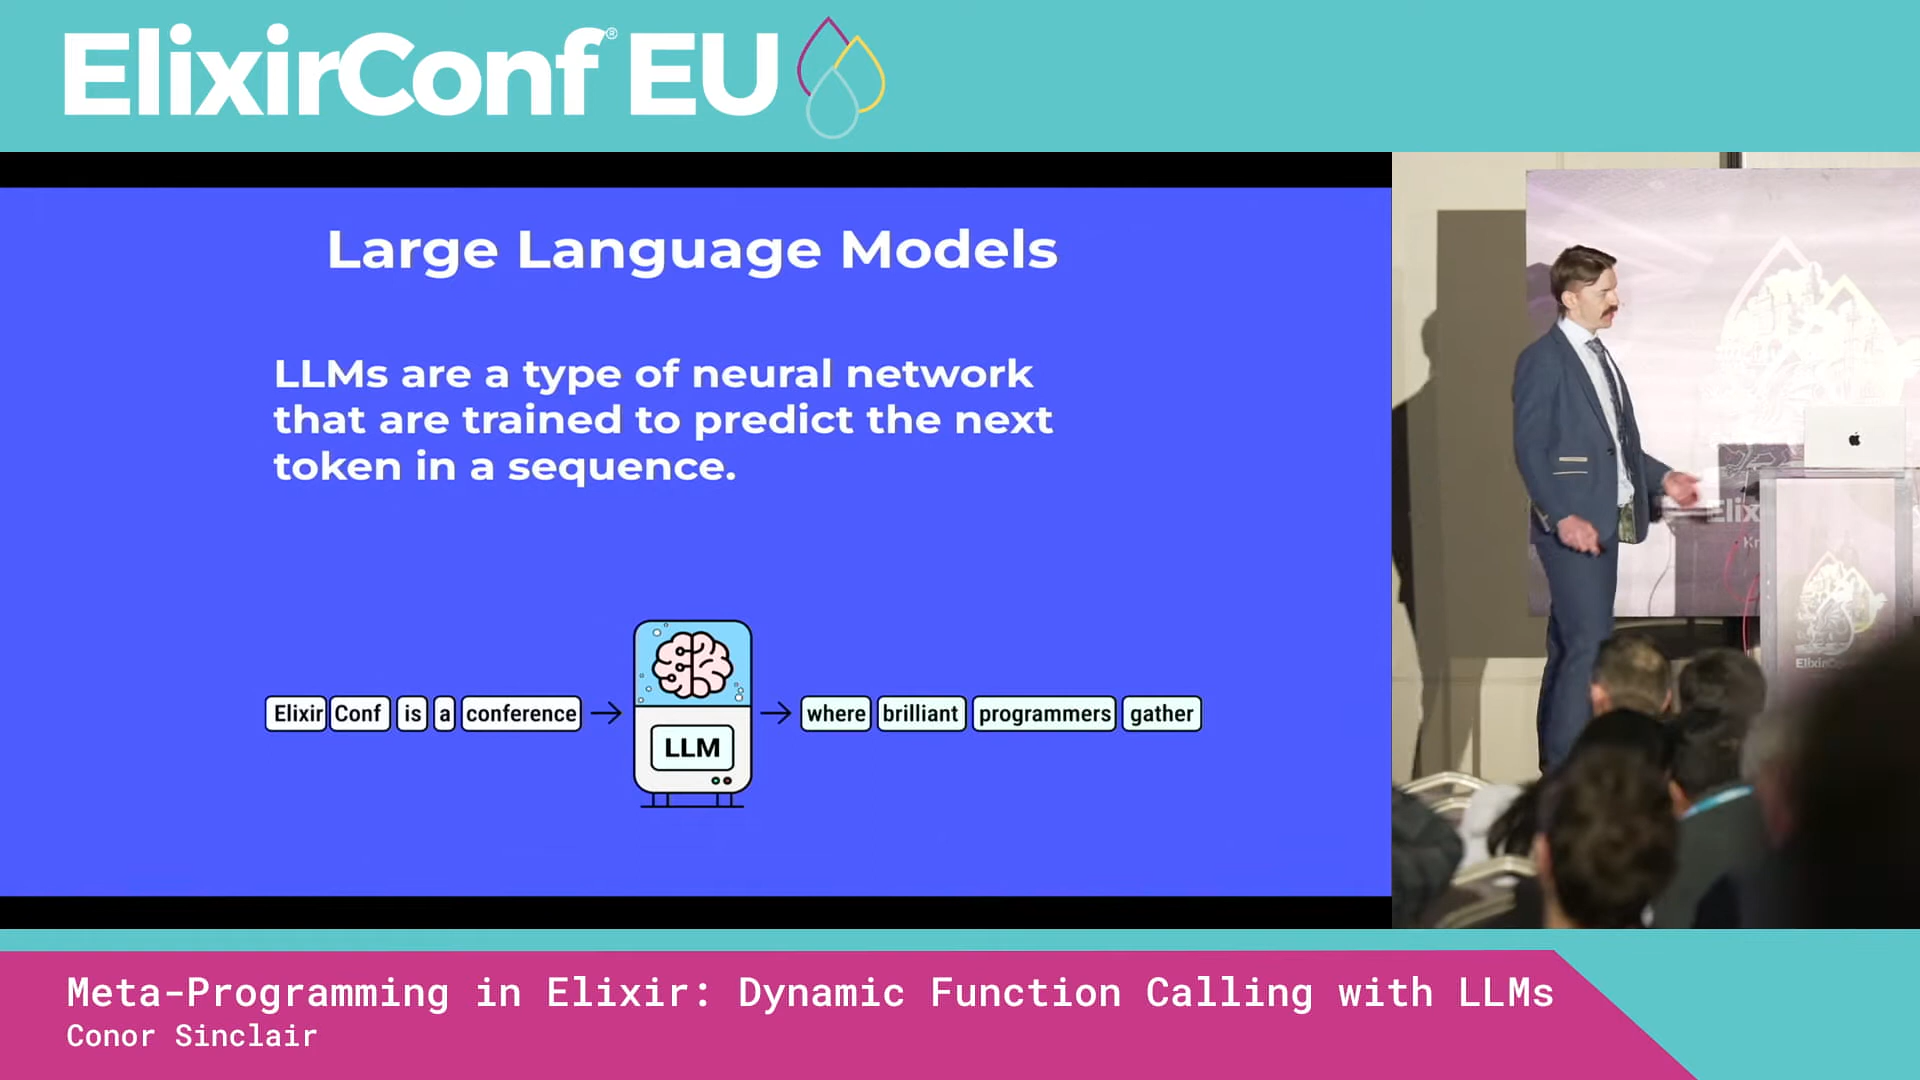 ElixirConf® EU
Large Language Models
LLMs are a type of neural network
that are trained to predict the next
token in a sequence.
Elixir Conf is a conference → LLM → where brilliant programmers gather
Elix
Kr
Meta-Programming in Elixir: Dynamic Function Calling with LLMs
Conor Sinclair